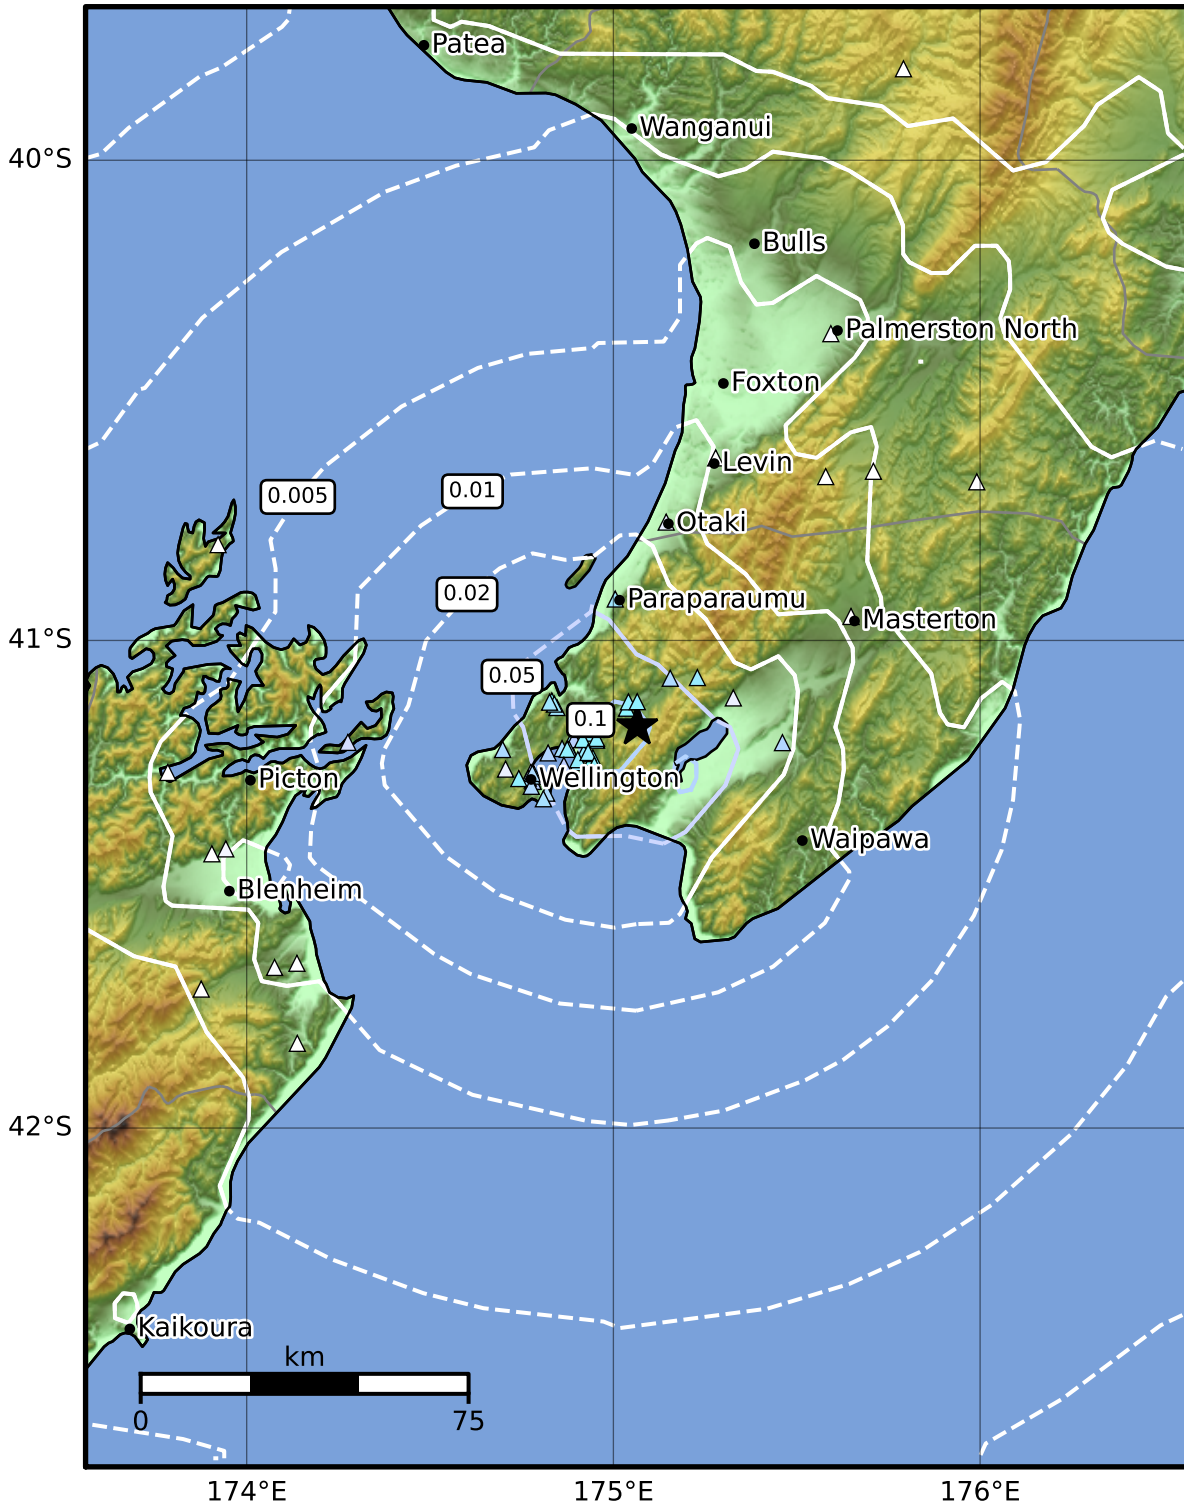 Patea
Wanganui
40°S
Bulls
Palmerston North
Foxton
Levin
0.005
0.01
Otaki
0.02
Paraparaumu
Masterton
41°S
0.05
0.1
Wellington
Picton
Waipawa
Blenheim
42°S
Kaikoura
km
0
75
174°E
175°E
176°E